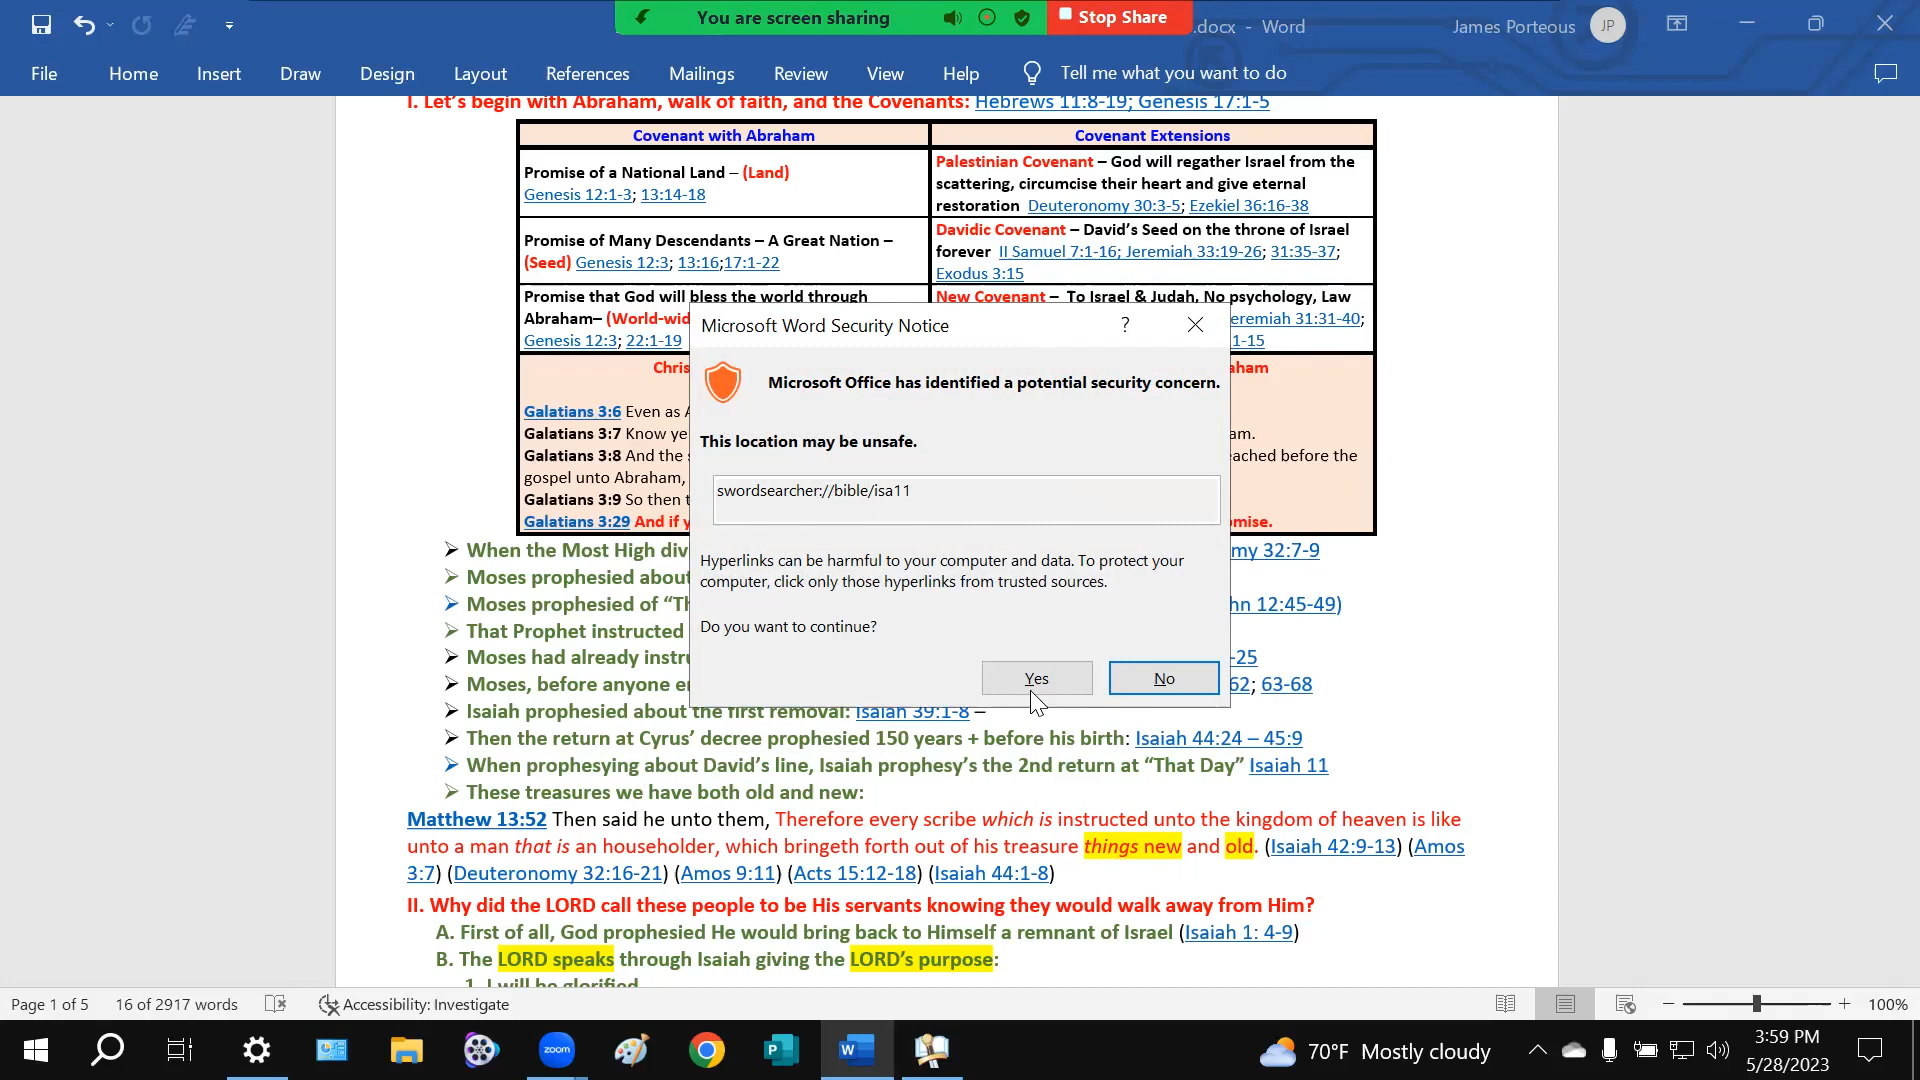 You are screen sharing
Stop Share
.docx - Word
James Porteous
JP
File Home Insert Draw Design Layout References Mailings Review View Help Tell me what you want to do
I. Let's begin with Abraham, walk of faith, and the Covenants: Hebrews 11:8-19; Genesis 17:1-5
Covenant with Abraham
Covenant Extensions
Promise of a National Land – (Land)
Genesis 12:1-3; 13:14-18
Palestinian Covenant – God will regather Israel from the
scattering, circumcise their heart and give eternal
restoration Deuteronomy 30:3-5; Ezekiel 36:16-38
Promise of Many Descendants – A Great Nation –
(Seed) Genesis 12:3; 13:16;17:1-22
Davidic Covenant – David's Seed on the throne of Israel
forever II Samuel 7:1-16; Jeremiah 33:19-26; 31:35-37;
Exodus 3:15
Promise that God will bless the world through
Abraham– (World-wid
Genesis 12:3; 22:1-19
New Covenant – To Israel & Judah, No psychology, Law
eremiah 31:31-40;
1-15
Chris
aham
Galatians 3:6 Even as A
Galatians 3:7 Know ye
am.
Galatians 3:8 And the s
ached before the
gospel unto Abraham,
Galatians 3:9 So then t
Galatians 3:29 And if y
mise.
Microsoft Word Security Notice
?
Microsoft Office has identified a potential security concern.
This location may be unsafe.
swordsearcher://bible/isa11
Hyperlinks can be harmful to your computer and data. To protect your
computer, click only those hyperlinks from trusted sources.
Do you want to continue?
Yes
No
When the Most High div
my 32:7-9
Moses prophesied about
Moses prophesied of "Th
hn 12:45-49)
That Prophet instructed
Moses had already instru
-25
Moses, before anyone en
62; 63-68
Isaiah prophesied about the first removal: Isaiah 39:1-8 –
Then the return at Cyrus' decree prophesied 150 years + before his birth: Isaiah 44:24 – 45:9
When prophesying about David's line, Isaiah prophesy's the 2nd return at "That Day" Isaiah 11
These treasures we have both old and new:
Matthew 13:52 Then said he unto them, Therefore every scribe which is instructed unto the kingdom of heaven is like
unto a man that is an householder, which bringeth forth out of his treasure things new and old. (Isaiah 42:9-13) (Amos
3:7) (Deuteronomy 32:16-21) (Amos 9:11) (Acts 15:12-18) (Isaiah 44:1-8)
II. Why did the LORD call these people to be His servants knowing they would walk away from Him?
A. First of all, God prophesied He would bring back to Himself a remnant of Israel (Isaiah 1: 4-9)
B. The LORD speaks through Isaiah giving the LORD's purpose:
1. I will be glorified
Page 1 of 5 16 of 2917 words Accessibility: Investigate
100%
zoom
P
W
70°F Mostly cloudy
3:59 PM
5/28/2023